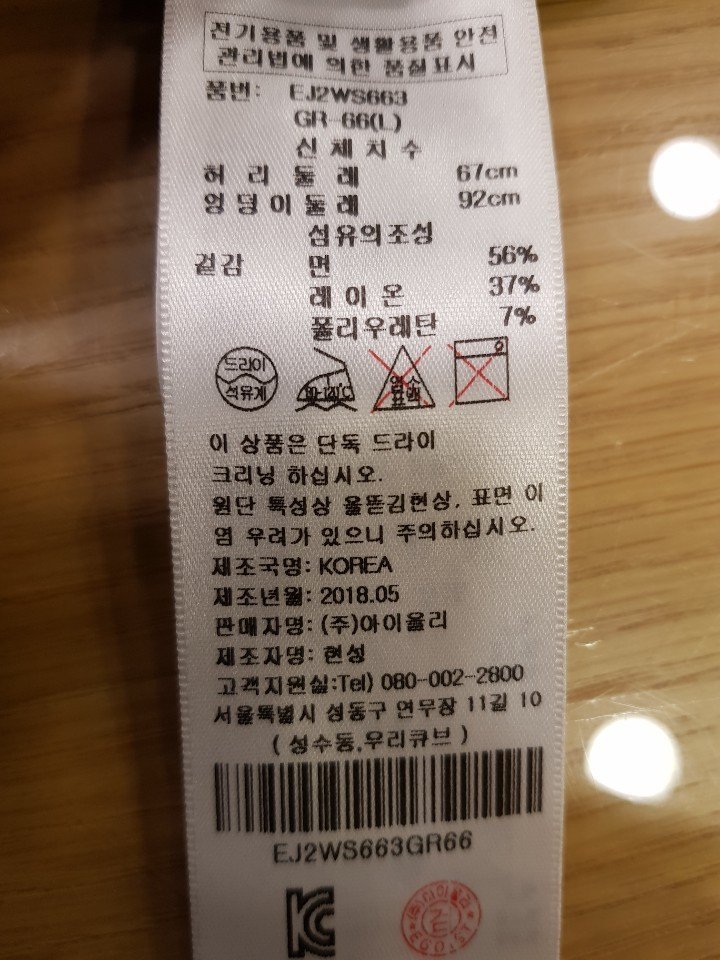 전기용품 및 생활용품 안전
관리법에 의한 품질표시
품번: EJ2WS663
GR-66(L)
신체치수
허리둘레 67cm
엉덩이둘레 92cm
섬유의조성
겉감 면 56%
레이온 37%
폴리우레탄 7%
드라이
석유계
염소
표백
이 상품은 단독 드라이
크리닝 하십시오.
원단 특성상 올뜯김현상, 표면 이
염 우려가 있으니 주의하십시오.
제조국명: KOREA
제조년월: 2018.05
판매자명: (주)아이올리
제조자명: 현성
고객지원실:Tel) 080-002-2800
서울특별시 성동구 연무장 11길 10
(성수동,우리큐브)
EJ2WS663GR66